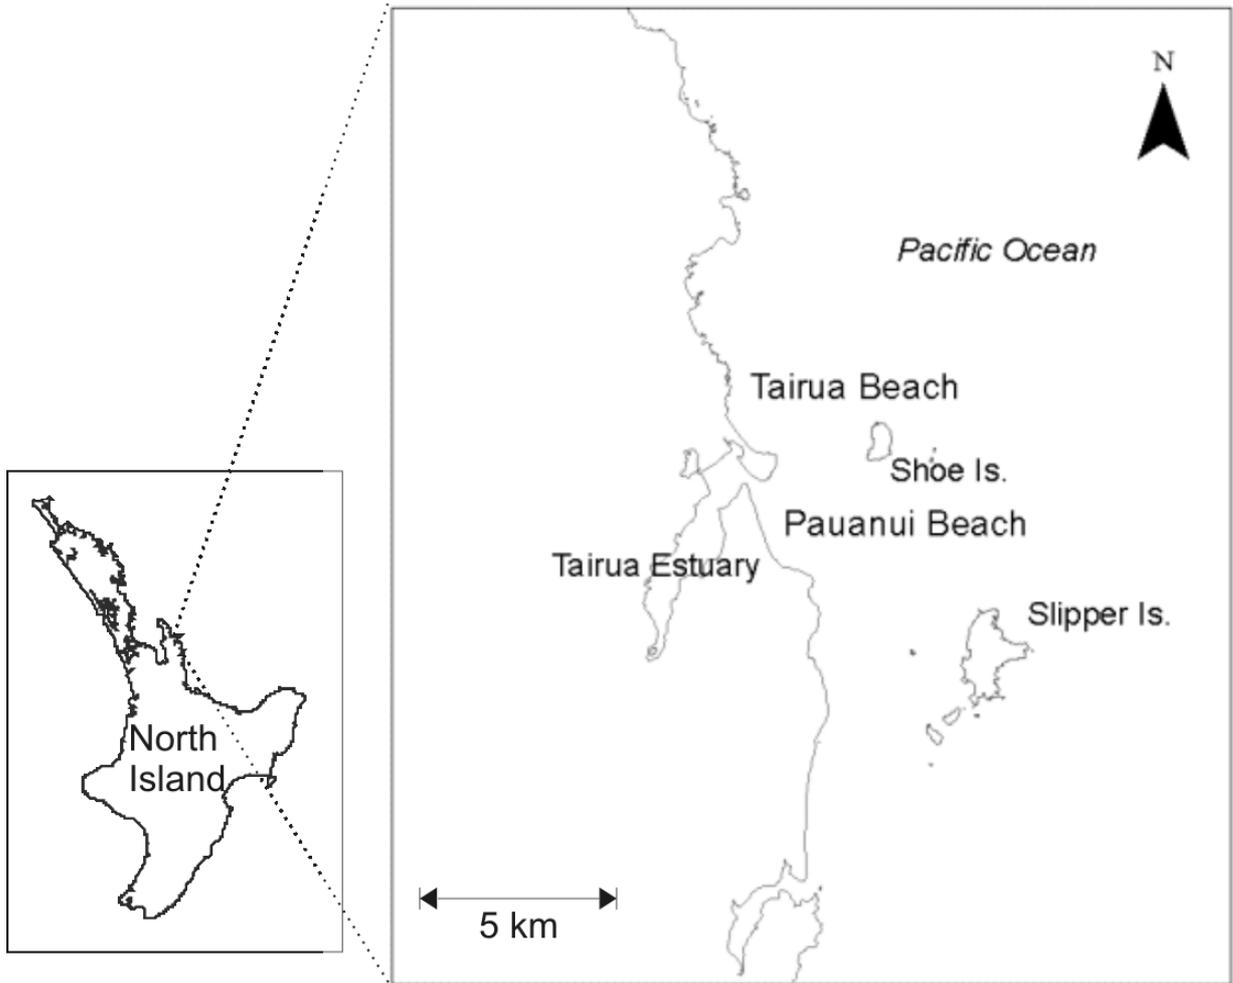 N
Pacific Ocean
Tairua Beach
Shoe Is.
Pauanui Beach
Tairua Estuary
Slipper Is.
North
Island
5 km